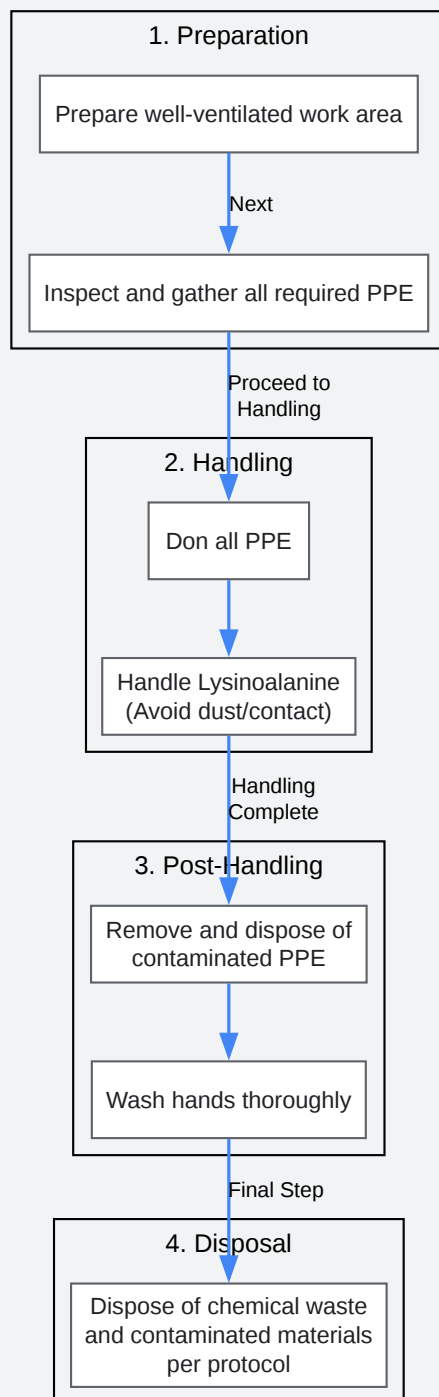 1. Preparation
Prepare well-ventilated work area
Next
Inspect and gather all required PPE
Proceed to
Handling
2. Handling
Don all PPE
Handle Lysinoalanine
(Avoid dust/contact)
Handling
Complete
3. Post-Handling
Remove and dispose of
contaminated PPE
Wash hands thoroughly
Final Step
4. Disposal
Dispose of chemical waste
and contaminated materials
per protocol